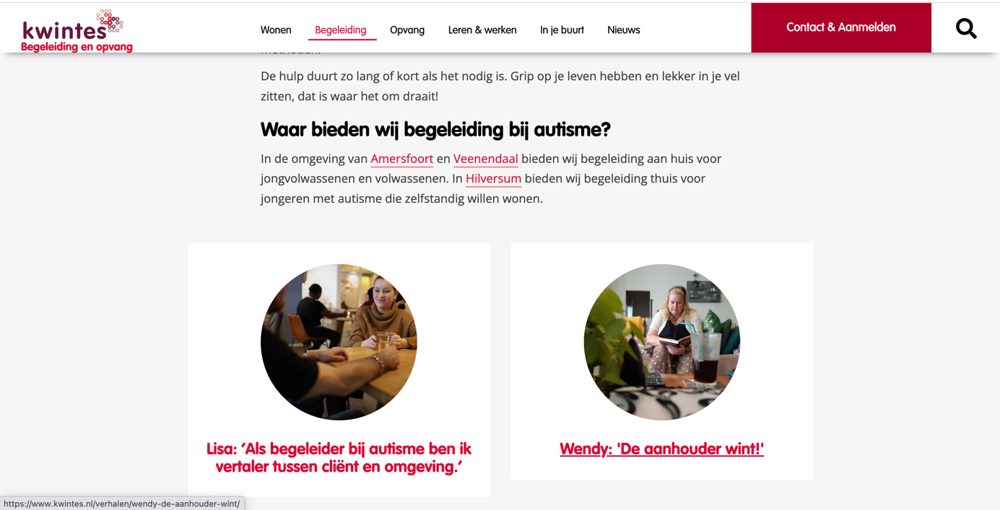 kwintes
Begeleiding en opvang
Wonen
Begeleiding
Opvang
Leren & werken
In je buurt
Nieuws
Contact & Aanmelden
De hulp duurt zo lang of kort als het nodig is. Grip op je leven hebben en lekker in je vel
zitten, dat is waar het om draait!
Waar bieden wij begeleiding bij autisme?
In de omgeving van Amersfoort en Veenendaal bieden wij begeleiding aan huis voor
jongvolwassenen en volwassenen. In Hilversum bieden wij begeleiding thuis voor
jongeren met autisme die zelfstandig willen wonen.
Lisa: ‘Als begeleider bij autisme ben ik
vertaler tussen cliënt en omgeving.’
Wendy: 'De aanhouder wint!'
https://www.kwintes.nl/verhalen/wendy-de-aanhouder-wint/